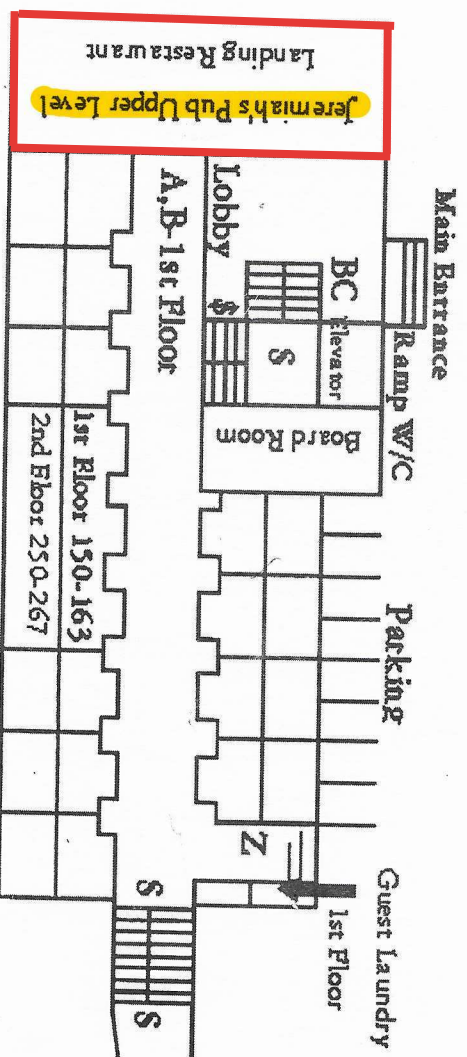 Landing Restaurant
Jeremiah's Pub Upper Level
Main Entrance
Lobby
A,B-1st Floor
BC
Elevator
Ramp W/C
$
S
Board Room
1st Floor 150-163
2nd Floor 250-267
Parking
Z
Guest Laundry
1st Floor
S
S